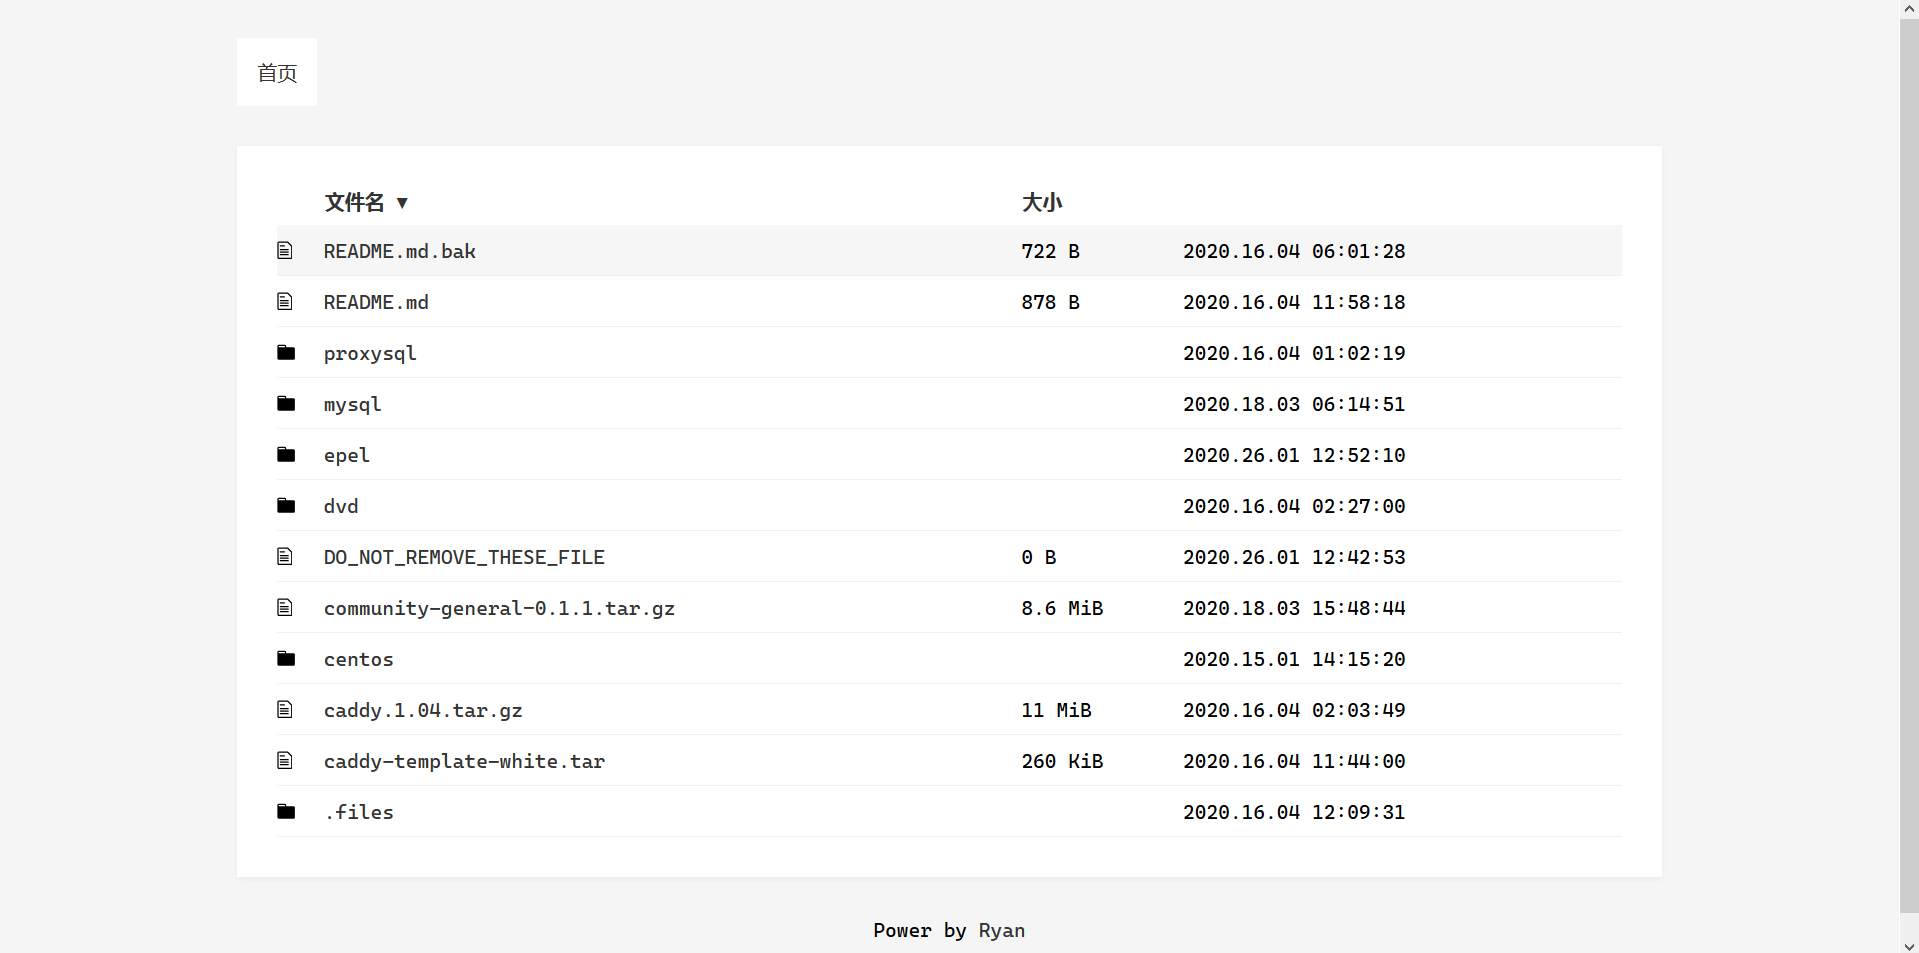 首页
文件名 ▼ 大小
README.md.bak 722 B 2020.16.04 06:01:28
README.md 878 B 2020.16.04 11:58:18
proxysql 2020.16.04 01:02:19
mysql 2020.18.03 06:14:51
epel 2020.26.01 12:52:10
dvd 2020.16.04 02:27:00
DO_NOT_REMOVE_THESE_FILE 0 B 2020.26.01 12:42:53
community-general-0.1.1.tar.gz 8.6 MiB 2020.18.03 15:48:44
centos 2020.15.01 14:15:20
caddy.1.04.tar.gz 11 MiB 2020.16.04 02:03:49
caddy-template-white.tar 260 KiB 2020.16.04 11:44:00
.files 2020.16.04 12:09:31
Power by Ryan